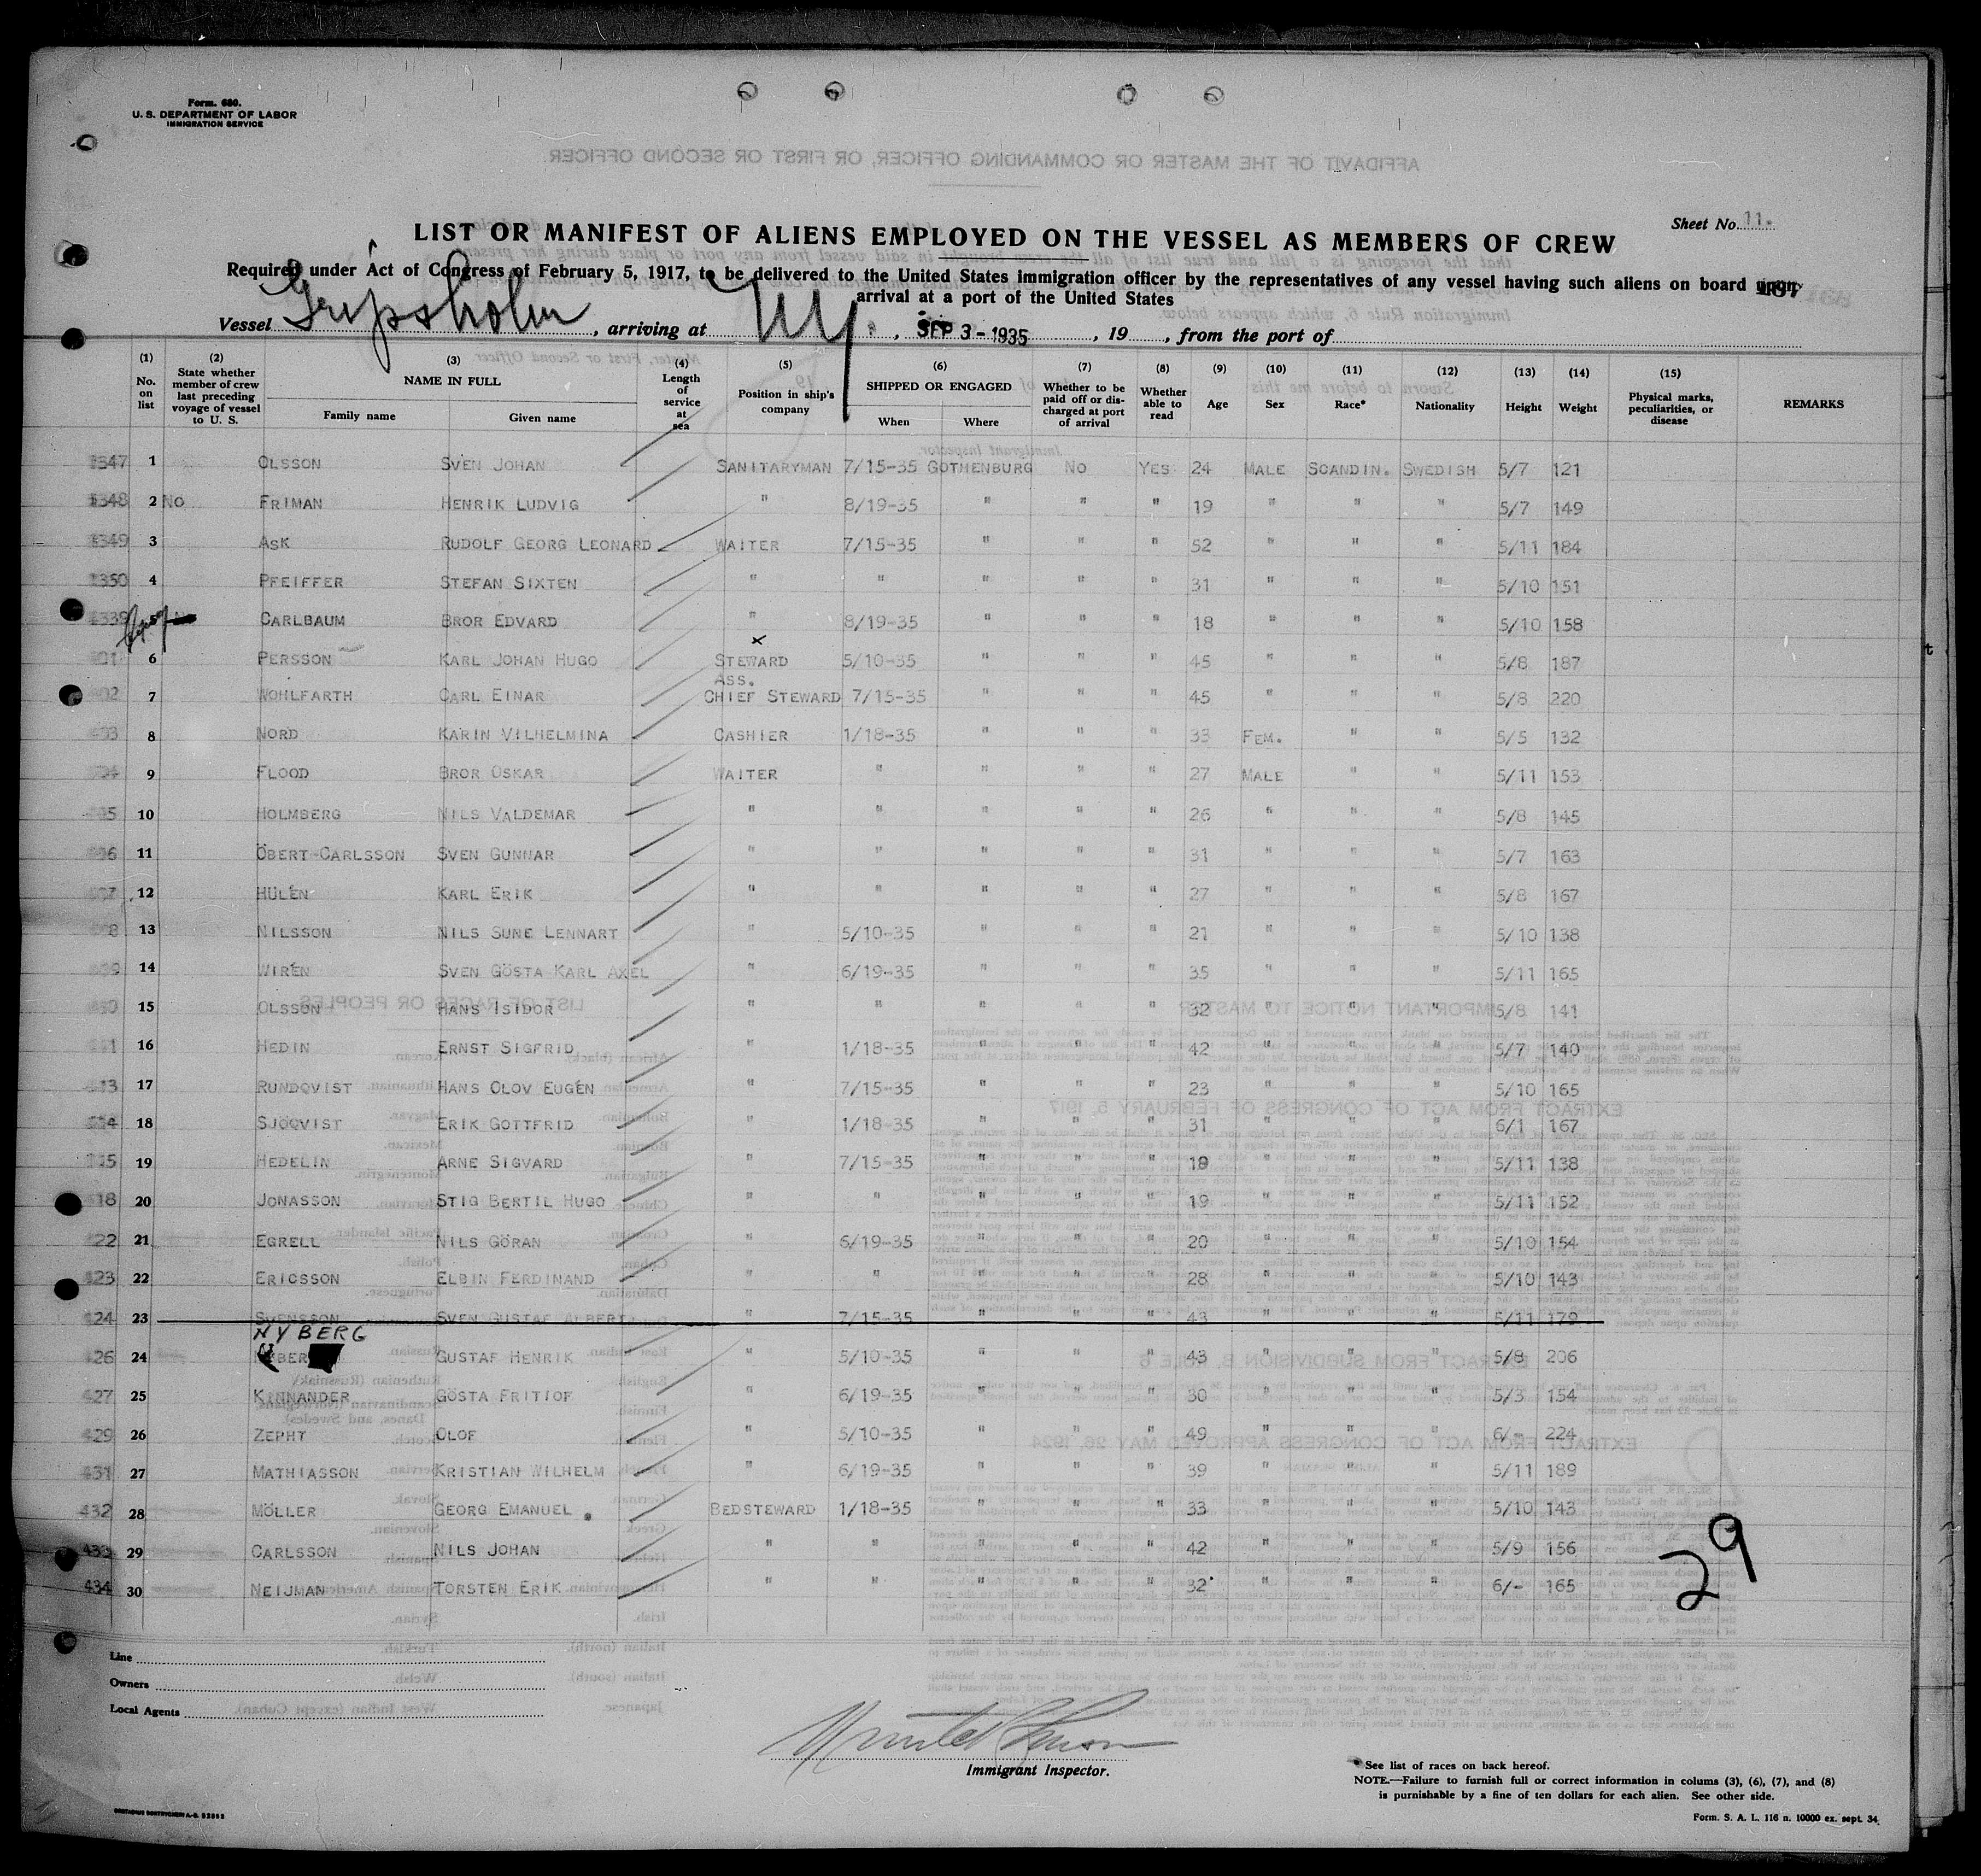 Form. 680.
U. S. DEPARTMENT OF LABOR
IMMIGRATION SERVICE
Sheet No. 11.
LIST OR MANIFEST OF ALIENS EMPLOYED ON THE VESSEL AS MEMBERS OF CREW
Required under Act of Congress of February 5, 1917, to be delivered to the United States immigration officer by the representatives of any vessel having such aliens on board upon
arrival at a port of the United States
Vessel Gripsholm, arriving at NY., SEP 3 - 1935, 19, from the port of
(1) No. on list (2) State whether member of crew last preceding voyage of vessel to U. S. (3) NAME IN FULL Family name Given name (4) Length of service at sea (5) Position in ship's company (6) SHIPPED OR ENGAGED When Where (7) Whether to be paid off or discharged at port of arrival (8) Whether able to read (9) Age (10) Sex (11) Race* (12) Nationality (13) Height (14) Weight (15) Physical marks, peculiarities, or disease REMARKS
1 OLSSON SVEN JOHAN SANITARYMAN 7/15-35 GOTHENBURG NO YES 24 MALE SCANDIN. SWEDISH 5/7 121
2 NO FRIMAN HENRIK LUDVIG " 8/19-35 " " " 19 " " " 5/7 149
3 ASK RUDOLF GEORG LEONARD WAITER 7/15-35 " " " 52 " " " 5/11 184
4 PFEIFFER STEFAN SIXTEN " " " " " 31 " " " 5/10 151
5 CARLBAUM BROR EDVARD " 8/19-35 " " " 18 " " " 5/10 158
6 PERSSON KARL JOHAN HUGO STEWARD 5/10-35 " " " 45 " " " 5/8 187
7 WOHLFARTH CARL EINAR ASS. CHIEF STEWARD 7/15-35 " " " 45 " " " 5/8 220
8 NORD KARIN VILHELMINA CASHIER 1/18-35 " " " 33 FEM. " " 5/5 132
9 FLOOD BROR OSKAR WAITER " " " " 27 MALE " " 5/11 153
10 HOLMBERG NILS VALDEMAR " " " " " 26 " " " 5/8 145
11 ÖBERT-CARLSSON SVEN GUNNAR " " " " " 31 " " " 5/7 163
12 HULÉN KARL ERIK " " " " " 27 " " " 5/8 167
13 NILSSON NILS SUNE LENNART " 5/10-35 " " " 21 " " " 5/10 138
14 WIRÉN SVEN GÖSTA KARL AXEL " 6/19-35 " " " 35 " " " 5/11 165
15 OLSSON HANS ISIDOR " " " " " 32 " " " 5/8 141
16 HEDIN ERNST SIGFRID " 1/18-35 " " " 42 " " " 5/7 140
17 RUNDQVIST HANS OLOV EUGÉN " 7/15-35 " " " 23 " " " 5/10 165
18 SJÖQVIST ERIK GOTTFRID " 1/18-35 " " " 31 " " " 6/1 167
19 HEDELIN ARNE SIGVARD " 7/15-35 " " " " " " 5/11 138
20 JONASSON STIG BERTIL HUGO " " " " " 19 " " " 5/11 152
21 EGRELL NILS GÖRAN " 6/19-35 " " " 20 " " " 5/10 154
22 ERICSSON ELBIN FERDINAND " " " " " 28 " " " 5/10 143
23 SVENSSON SVEN GUSTAF ALBERT " 7/15-35 " " " 43 " " " 5/11 179
NYBERG
24 GUSTAF HENRIK " 5/10-35 " " " 43 " " " 5/8 206
25 KINNANDER GÖSTA FRITIOF " 6/19-35 " " " 30 " " " 5/3 154
26 ZEPHT OLOF " 5/10-35 " " " 49 " " " 6/- 224
27 MATHIASSON KRISTIAN WILHELM " 6/19-35 " " " 39 " " " 5/11 189
28 MÖLLER GEORG EMANUEL BEDSTEWARD 1/18-35 " " " 33 " " " 5/10 143
29 CARLSSON NILS JOHAN " " " " " 42 " " " 5/9 156
30 NEIJMAN TORSTEN ERIK " " " " " 32 " " " 6/- 165
29
Line
Owners
Local Agents
Immigrant Inspector.
* See list of races on back hereof.
NOTE.—Failure to furnish full or correct information in colums (3), (6), (7), and (8)
is punishable by a fine of ten dollars for each alien. See other side.
Form. S. A. L. 116 n. 10000 ex. sept. 34